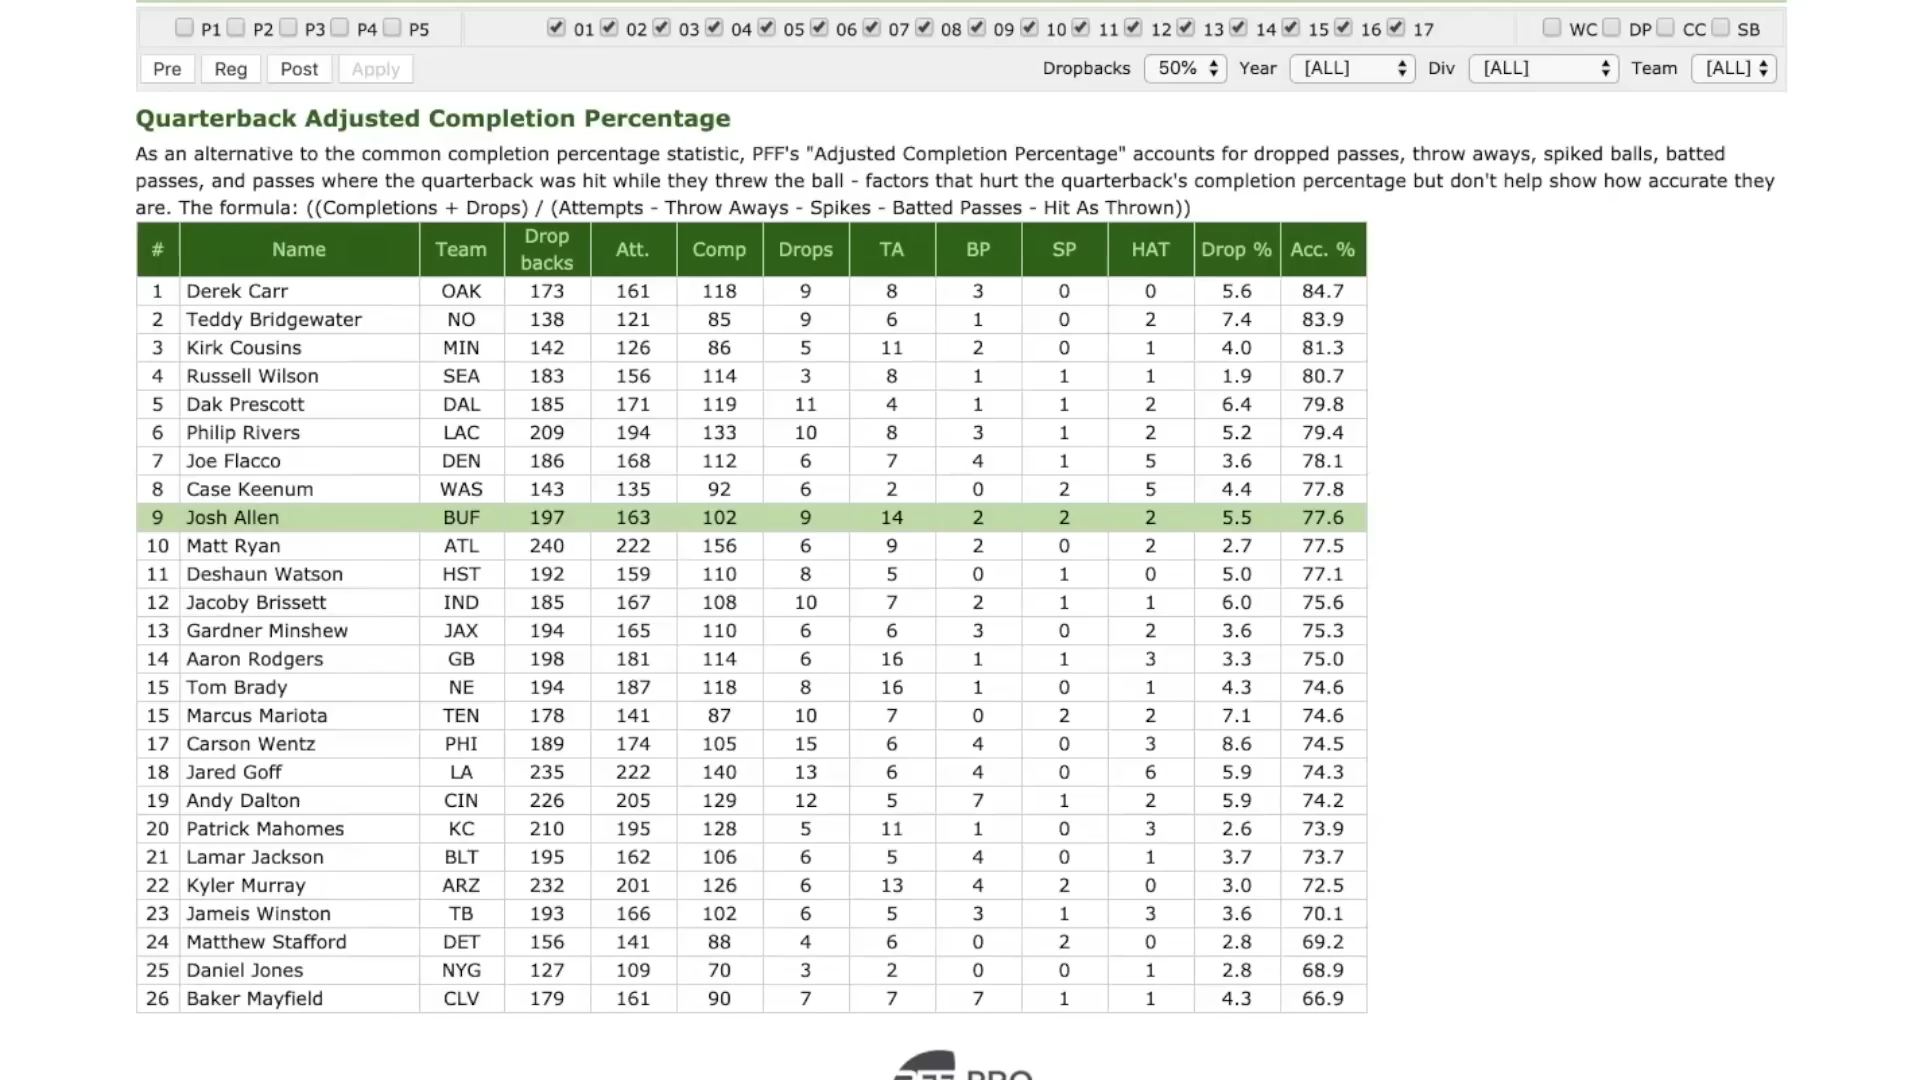 P1 P2 P3 P4 P5 01 02 03 04 05 06 07 08 09 10 11 12 13 14 15 16 17 WC DP CC SB
Pre Reg Post Apply Dropbacks 50% Year [ALL] Div [ALL] Team [ALL]
Quarterback Adjusted Completion Percentage
As an alternative to the common completion percentage statistic, PFF's "Adjusted Completion Percentage" accounts for dropped passes, throw aways, spiked balls, batted
passes, and passes where the quarterback was hit while they threw the ball - factors that hurt the quarterback's completion percentage but don't help show how accurate they
are. The formula: ((Completions + Drops) / (Attempts - Throw Aways - Spikes - Batted Passes - Hit As Thrown))
# Name Team Drop backs Att. Comp Drops TA BP SP HAT Drop % Acc. %
1 Derek Carr OAK 173 161 118 9 8 3 0 0 5.6 84.7
2 Teddy Bridgewater NO 138 121 85 9 6 1 0 2 7.4 83.9
3 Kirk Cousins MIN 142 126 86 5 11 2 0 1 4.0 81.3
4 Russell Wilson SEA 183 156 114 3 8 1 1 1 1.9 80.7
5 Dak Prescott DAL 185 171 119 11 4 1 1 2 6.4 79.8
6 Philip Rivers LAC 209 194 133 10 8 3 1 2 5.2 79.4
7 Joe Flacco DEN 186 168 112 6 7 4 1 5 3.6 78.1
8 Case Keenum WAS 143 135 92 6 2 0 2 5 4.4 77.8
9 Josh Allen BUF 197 163 102 9 14 2 2 2 5.5 77.6
10 Matt Ryan ATL 240 222 156 6 9 2 0 2 2.7 77.5
11 Deshaun Watson HST 192 159 110 8 5 0 1 0 5.0 77.1
12 Jacoby Brissett IND 185 167 108 10 7 2 1 1 6.0 75.6
13 Gardner Minshew JAX 194 165 110 6 6 3 0 2 3.6 75.3
14 Aaron Rodgers GB 198 181 114 6 16 1 1 3 3.3 75.0
15 Tom Brady NE 194 187 118 8 16 1 0 1 4.3 74.6
15 Marcus Mariota TEN 178 141 87 10 7 0 2 2 7.1 74.6
17 Carson Wentz PHI 189 174 105 15 6 4 0 3 8.6 74.5
18 Jared Goff LA 235 222 140 13 6 4 0 6 5.9 74.3
19 Andy Dalton CIN 226 205 129 12 5 7 1 2 5.9 74.2
20 Patrick Mahomes KC 210 195 128 5 11 1 0 3 2.6 73.9
21 Lamar Jackson BLT 195 162 106 6 5 4 0 1 3.7 73.7
22 Kyler Murray ARZ 232 201 126 6 13 4 2 0 3.0 72.5
23 Jameis Winston TB 193 166 102 6 5 3 1 3 3.6 70.1
24 Matthew Stafford DET 156 141 88 4 6 0 2 0 2.8 69.2
25 Daniel Jones NYG 127 109 70 3 2 0 0 1 2.8 68.9
26 Baker Mayfield CLV 179 161 90 7 7 7 1 1 4.3 66.9